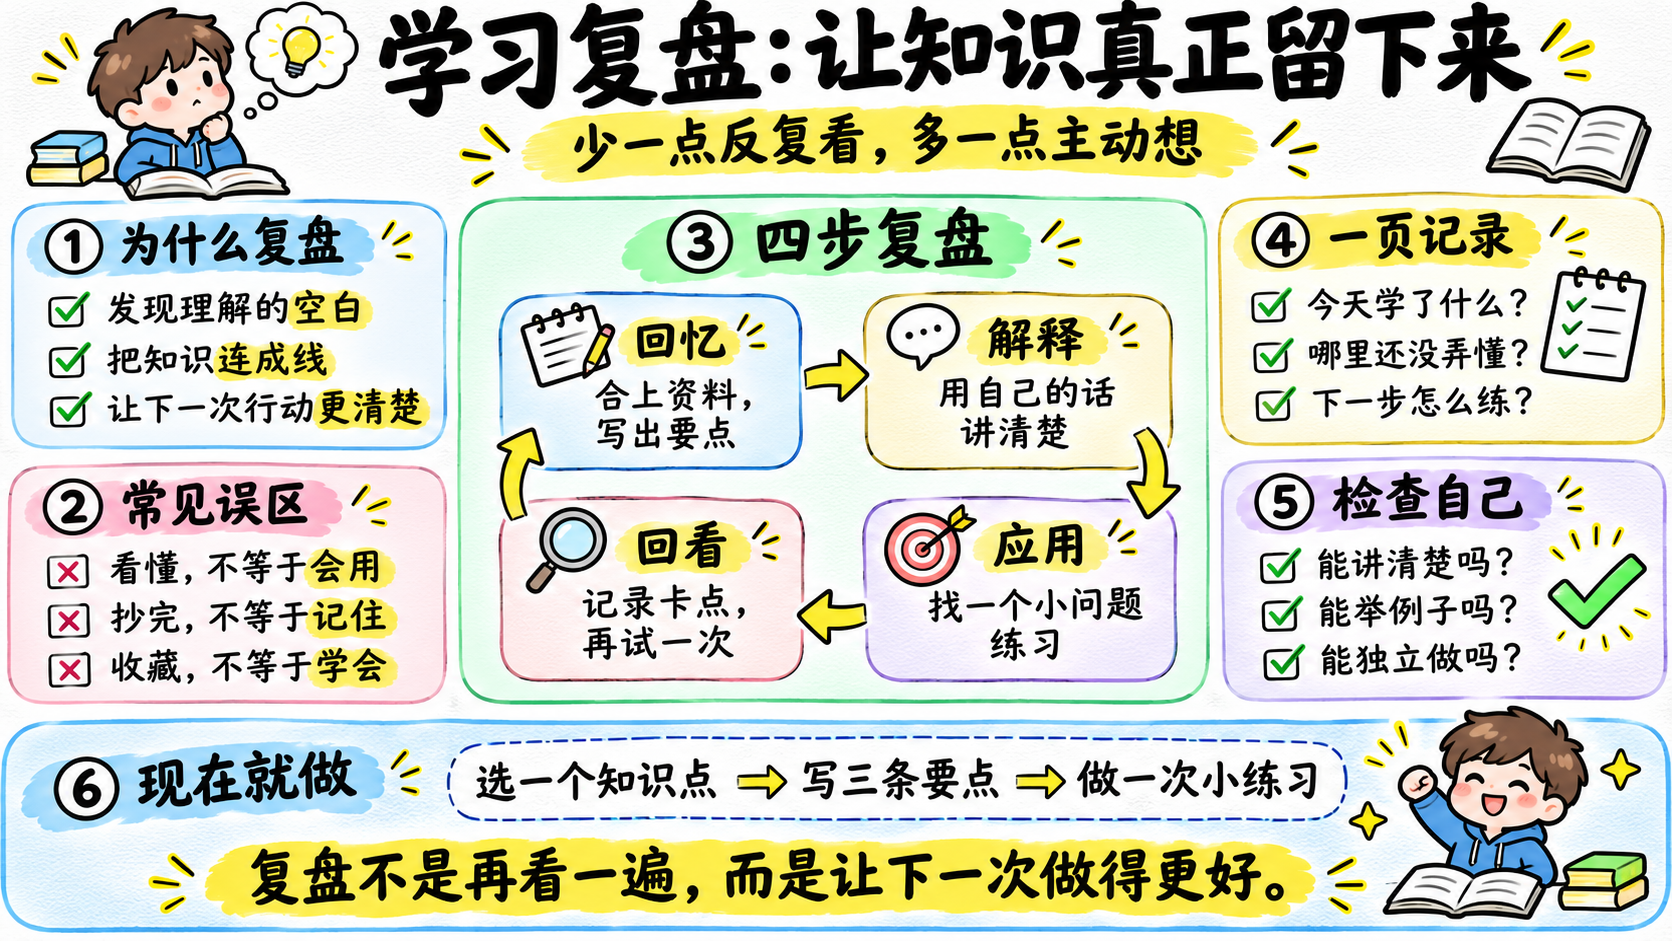 学习复盘：让知识真正留下来
少一点反复看，多一点主动想
① 为什么复盘
发现理解的空白
把知识连成线
让下一次行动更清楚
② 常见误区
看懂，不等于会用
抄完，不等于记住
收藏，不等于学会
③ 四步复盘
回忆
合上资料，
写出要点
解释
用自己的话
讲清楚
应用
找一个小问题
练习
回看
记录卡点，
再试一次
④ 一页记录
今天学了什么？
哪里还没弄懂？
下一步怎么练？
⑤ 检查自己
能讲清楚吗？
能举例子吗？
能独立做吗？
⑥ 现在就做
选一个知识点 → 写三条要点 → 做一次小练习
复盘不是再看一遍，而是让下一次做得更好。